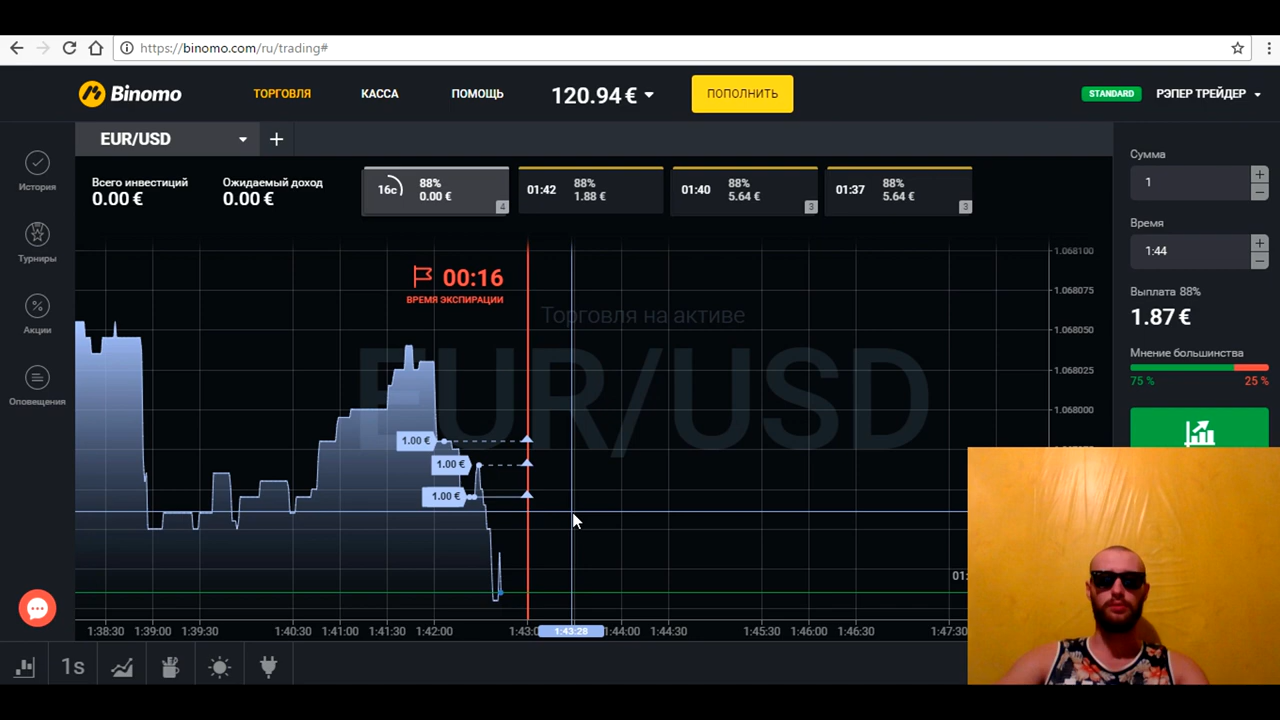 https://binomo.com/ru/trading#
Binomo
ТОРГОВЛЯ
КАССА
ПОМОЩЬ
120.94 €
ПОПОЛНИТЬ
STANDARD
РЭПЕР ТРЕЙДЕР
EUR/USD
+
История
Турниры
Акции
Оповещения
Всего инвестиций
0.00 €
Ожидаемый доход
0.00 €
16с
88%
0.00 €
4
01:42
88%
1.88 €
01:40
88%
5.64 €
3
01:37
88%
5.64 €
3
Сумма
1
Время
1:44
Выплата 88%
1.87 €
Мнение большинства
75 %
25 %
00:16
ВРЕМЯ ЭКСПИРАЦИИ
Торговля на активе
EUR/USD
1.068100
1.068075
1.068050
1.068025
1.068000
1.00 €
1.00 €
1.00 €
1:38:30
1:39:00
1:39:30
1:40:30
1:41:00
1:41:30
1:42:00
1:43:28
1:44:00
1:44:30
1:45:30
1:46:00
1:46:30
1:47:30
1s